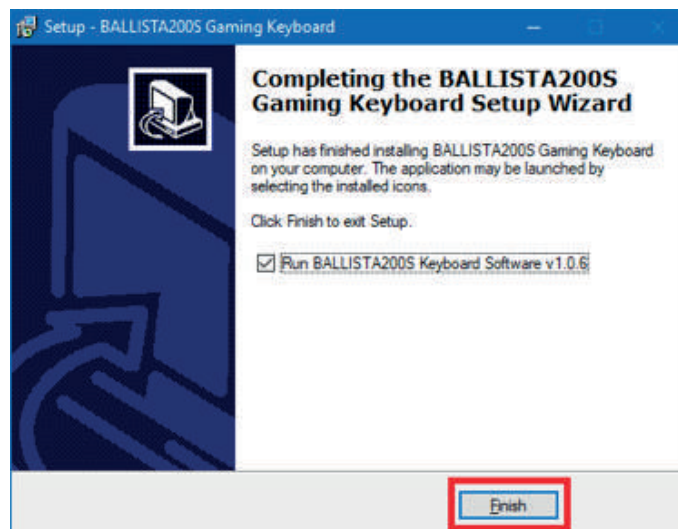 Setup - BALLISTA200S Gaming Keyboard
Completing the BALLISTA200S
Gaming Keyboard Setup Wizard
Setup has finished installing BALLISTA200S Gaming Keyboard
on your computer. The application may be launched by
selecting the installed icons.
Click Finish to exit Setup.
Run BALLISTA200S Keyboard Software v1.0.6
Finish